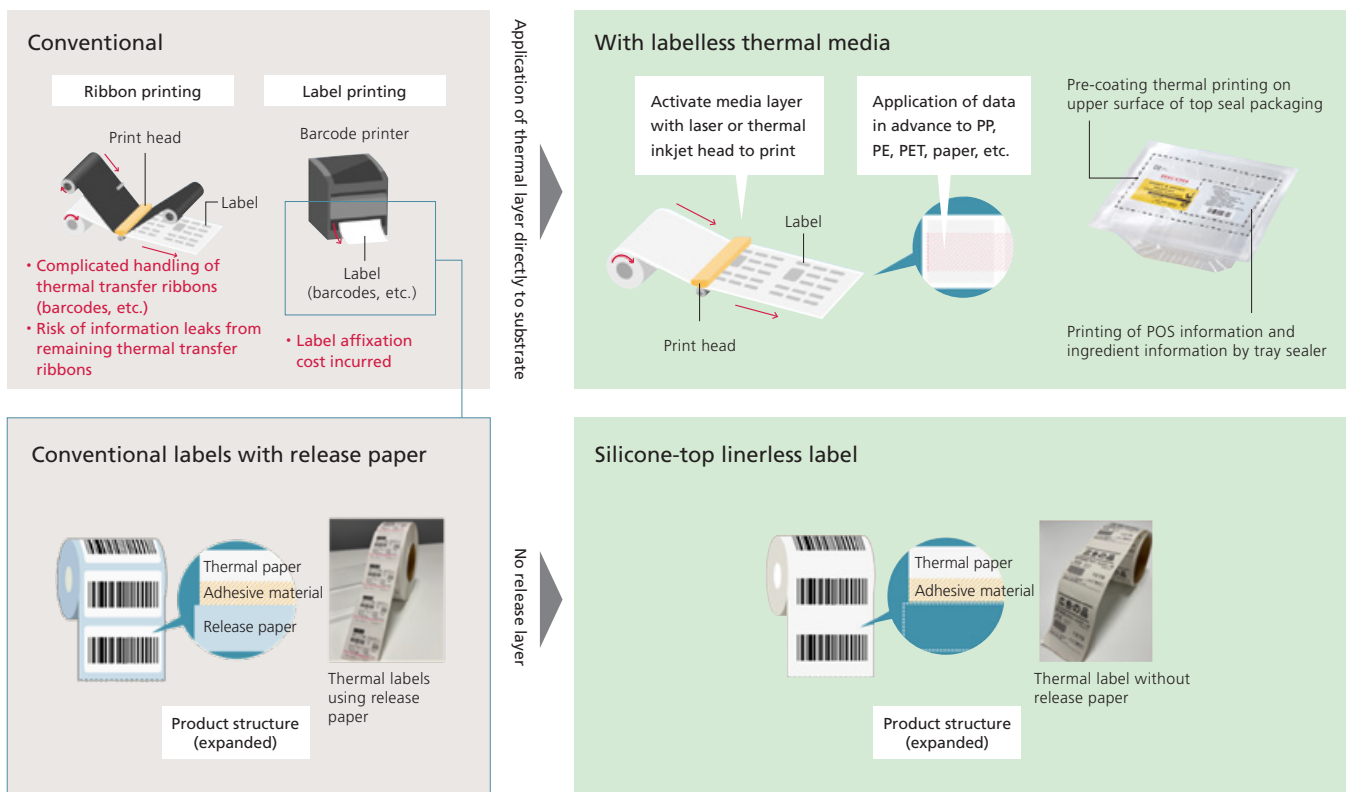 Conventional
Ribbon printing
Print head
Label
• Complicated handling of
thermal transfer ribbons
(barcodes, etc.)
• Risk of information leaks from
remaining thermal transfer
ribbons
Label printing
Barcode printer
Label
(barcodes, etc.)
• Label affixation
cost incurred
Application of thermal layer directly to substrate
With labelless thermal media
Activate media layer
with laser or thermal
inkjet head to print
Label
Print head
Application of data
in advance to PP,
PE, PET, paper, etc.
Pre-coating thermal printing on
upper surface of top seal packaging
RICOH
Printing of POS information and
ingredient information by tray sealer
Conventional labels with release paper
Thermal paper
Adhesive material
Release paper
Product structure
(expanded)
Thermal labels
using release
paper
No release layer
Silicone-top linerless label
Thermal paper
Adhesive material
Product structure
(expanded)
Thermal label without
release paper